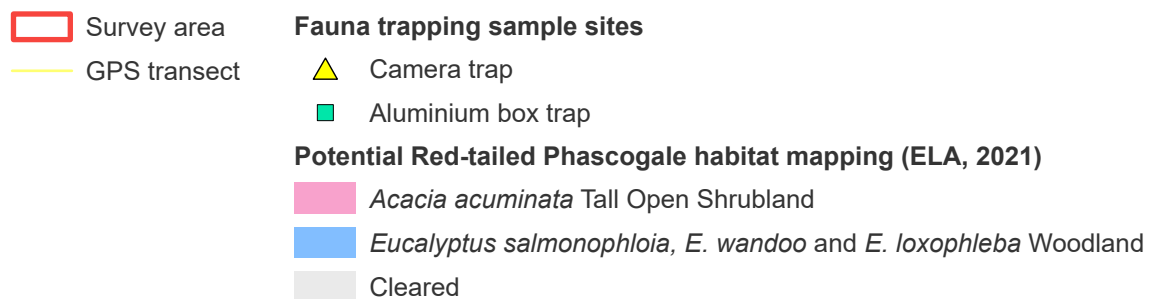 Survey area
GPS transect
Fauna trapping sample sites
Camera trap
Aluminium box trap
Potential Red-tailed Phascogale habitat mapping (ELA, 2021)
Acacia acuminata Tall Open Shrubland
Eucalyptus salmonophloia, E. wandoo and E. loxophleba Woodland
Cleared